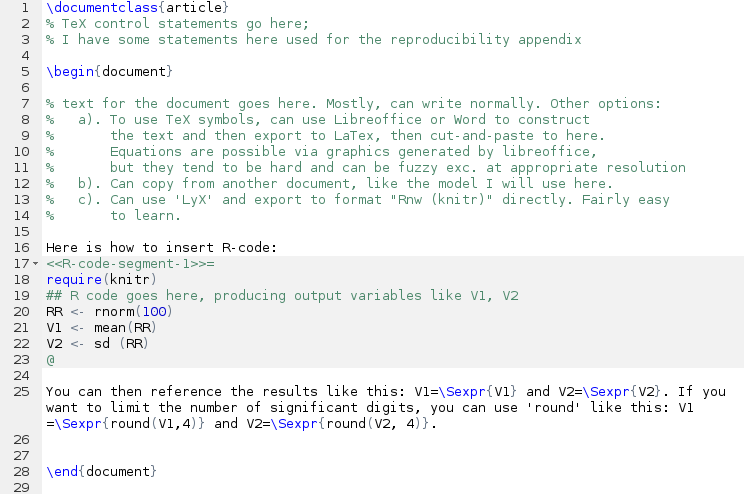 1 \documentclass{article}
2 % TeX control statements go here;
3 % I have some statements here used for the reproducibility appendix
4
5 \begin{document}
6
7 % text for the document goes here. Mostly, can write normally. Other options:
8 %   a). To use TeX symbols, can use Libreoffice or Word to construct
9 %       the text and then export to LaTex, then cut-and-paste to here.
10 %       Equations are possible via graphics generated by libreoffice,
11 %       but they tend to be hard and can be fuzzy exc. at appropriate resolution
12 %   b). Can copy from another document, like the model I will use here.
13 %   c). Can use 'LyX' and export to format "Rnw (knitr)" directly. Fairly easy
14 %       to learn.
15
16 Here is how to insert R-code:
17 <<R-code-segment-1>>=
18 require(knitr)
19 ## R code goes here, producing output variables like V1, V2
20 RR <- rnorm(100)
21 V1 <- mean(RR)
22 V2 <- sd (RR)
23 @
24
25 You can then reference the results like this: V1=\Sexpr{V1} and V2=\Sexpr{V2}. If you
want to limit the number of significant digits, you can use 'round' like this: V1
=\Sexpr{round(V1,4)} and V2=\Sexpr{round(V2, 4)}.
26
27
28 \end{document}
29